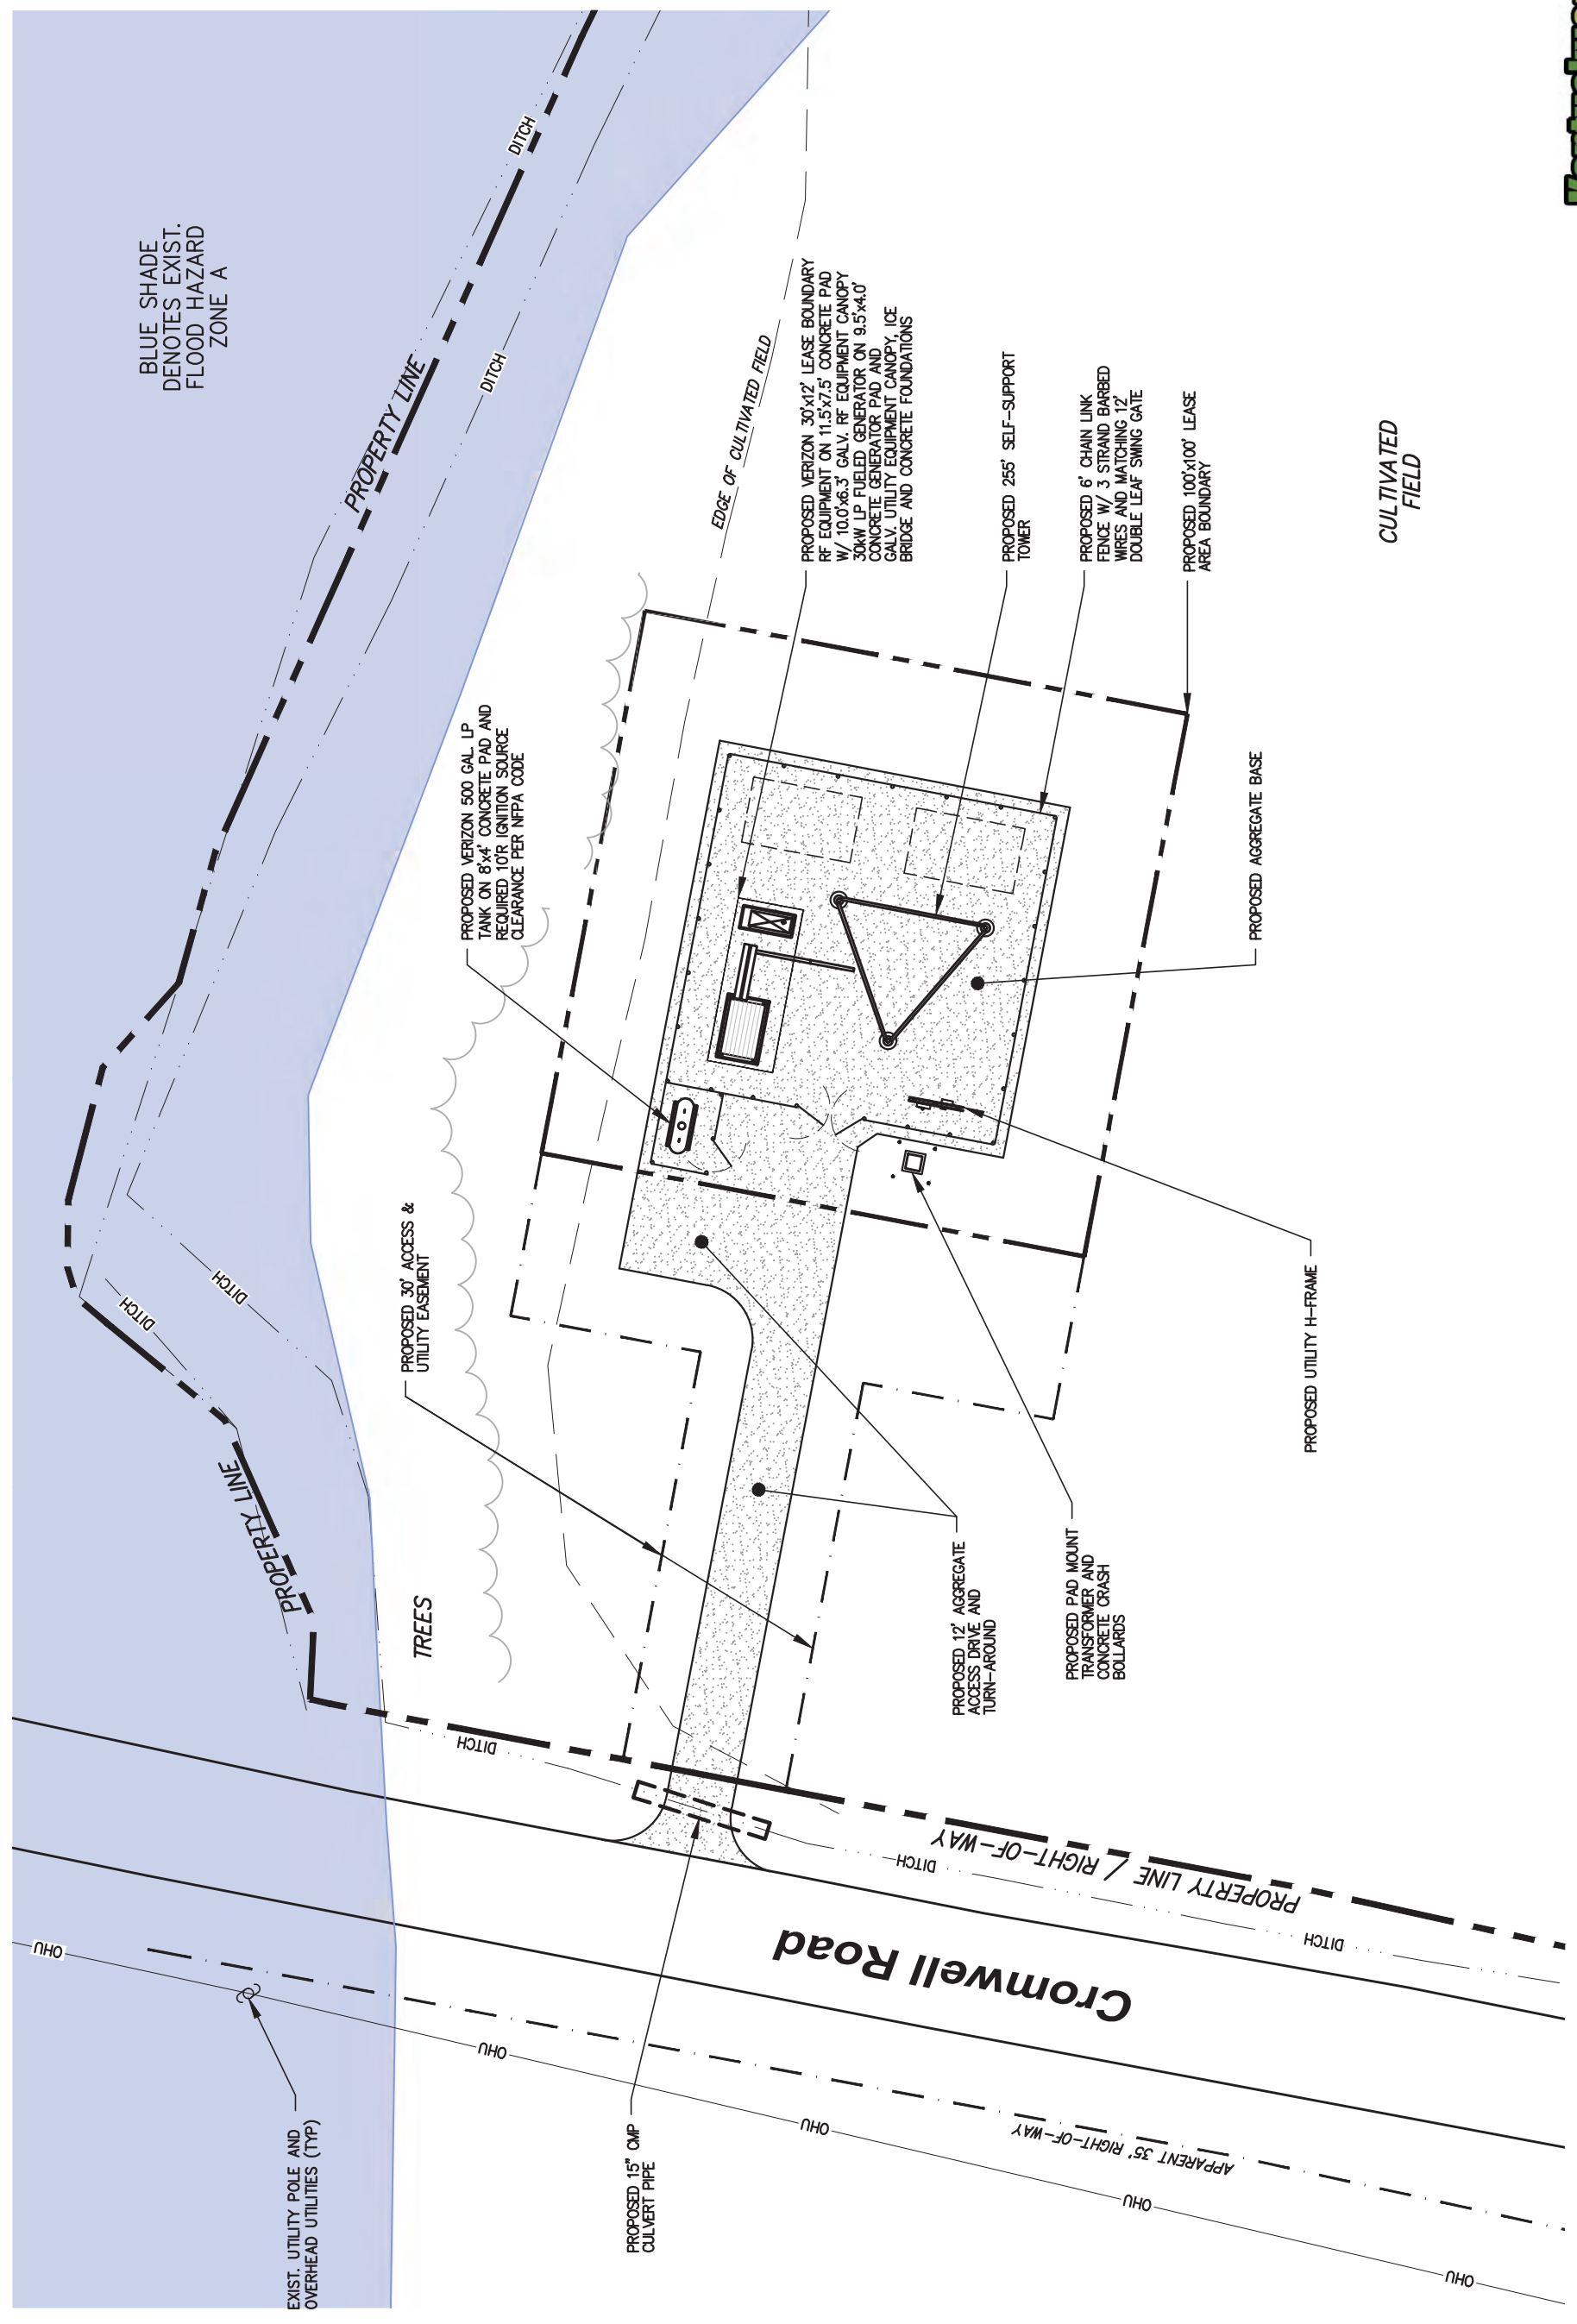 BLUE SHADE
DENOTES EXIST.
FLOOD HAZARD
ZONE A
PROPERTY LINE
DITCH
DITCH
EDGE OF CULTIVATED FIELD
PROPOSED VERIZON 30'x12' LEASE BOUNDARY
RF EQUIPMENT ON 11.5'x7.5' CONCRETE PAD
W/ 10.0'x6.3' GALV. RF EQUIPMENT CANOPY
30kW LP FUELED GENERATOR ON 9.5'x4.0'
CONCRETE GENERATOR PAD AND
GALV. UTILITY EQUIPMENT CANOPY, ICE
BRIDGE AND CONCRETE FOUNDATIONS
PROPOSED 255' SELF-SUPPORT
TOWER
PROPOSED 6' CHAIN LINK
FENCE W/ 3 STRAND BARBED
WIRES AND MATCHING 12'
DOUBLE LEAF SWING GATE
PROPOSED 100'x100' LEASE
AREA BOUNDARY
CULTIVATED
FIELD
PROPOSED VERIZON 500 GAL. LP
TANK ON 8'x4' CONCRETE PAD AND
REQUIRED 10'R IGNITION SOURCE
CLEARANCE PER NFPA CODE
PROPOSED AGGREGATE BASE
PROPOSED 30' ACCESS &
UTILITY EASEMENT
DITCH
DITCH
PROPERTY LINE
TREES
PROPOSED UTILITY H-FRAME
PROPOSED 12' AGGREGATE
ACCESS DRIVE AND
TURN-AROUND
PROPOSED PAD MOUNT
TRANSFORMER AND
CONCRETE CRASH
BOLLARDS
DITCH
PROPERTY LINE / RIGHT-OF-WAY
DITCH
DITCH
Cromwell Road
OHU
OHU
OHU
OHU
OHU
APPARENT 35' RIGHT-OF-WAY
EXIST. UTILITY POLE AND
OVERHEAD UTILITIES (TYP)
PROPOSED 15" CMP
CULVERT PIPE